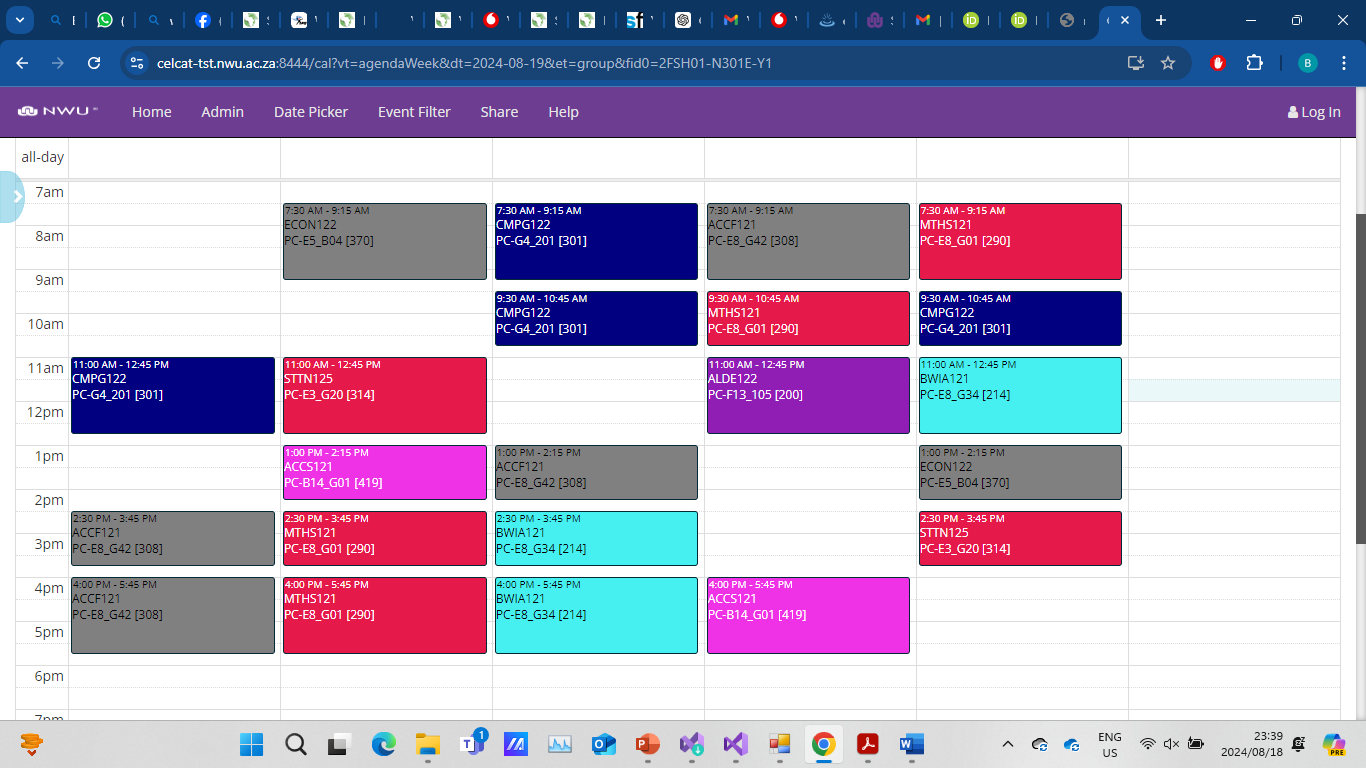 celcat-tst.nwu.ac.za:8444/cal?vt=agendaWeek&dt=2024-08-19&et=group&fid0=2FSH01-N301E-Y1
B
NWU
Home Admin Date Picker Event Filter Share Help Log In
all-day
7am
8am
9am
10am
11am
12pm
1pm
2pm
3pm
4pm
5pm
6pm
7pm
11:00 AM - 12:45 PM
CMPG122
PC-G4_201 [301]
2:30 PM - 3:45 PM
ACCF121
PC-E8_G42 [308]
4:00 PM - 5:45 PM
ACCF121
PC-E8_G42 [308]
7:30 AM - 9:15 AM
ECON122
PC-E5_B04 [370]
11:00 AM - 12:45 PM
STTN125
PC-E3_G20 [314]
1:00 PM - 2:15 PM
ACCS121
PC-B14_G01 [419]
2:30 PM - 3:45 PM
MTHS121
PC-E8_G01 [290]
4:00 PM - 5:45 PM
MTHS121
PC-E8_G01 [290]
7:30 AM - 9:15 AM
CMPG122
PC-G4_201 [301]
9:30 AM - 10:45 AM
CMPG122
PC-G4_201 [301]
1:00 PM - 2:15 PM
ACCF121
PC-E8_G42 [308]
2:30 PM - 3:45 PM
BWIA121
PC-E8_G34 [214]
4:00 PM - 5:45 PM
BWIA121
PC-E8_G34 [214]
7:30 AM - 9:15 AM
ACCF121
PC-E8_G42 [308]
9:30 AM - 10:45 AM
MTHS121
PC-E8_G01 [290]
11:00 AM - 12:45 PM
ALDE122
PC-F13_105 [200]
4:00 PM - 5:45 PM
ACCS121
PC-B14_G01 [419]
7:30 AM - 9:15 AM
MTHS121
PC-E8_G01 [290]
9:30 AM - 10:45 AM
CMPG122
PC-G4_201 [301]
11:00 AM - 12:45 PM
BWIA121
PC-E8_G34 [214]
1:00 PM - 2:15 PM
ECON122
PC-E5_B04 [370]
2:30 PM - 3:45 PM
STTN125
PC-E3_G20 [314]
1
ENG
US
23:39
2024/08/18
PRE